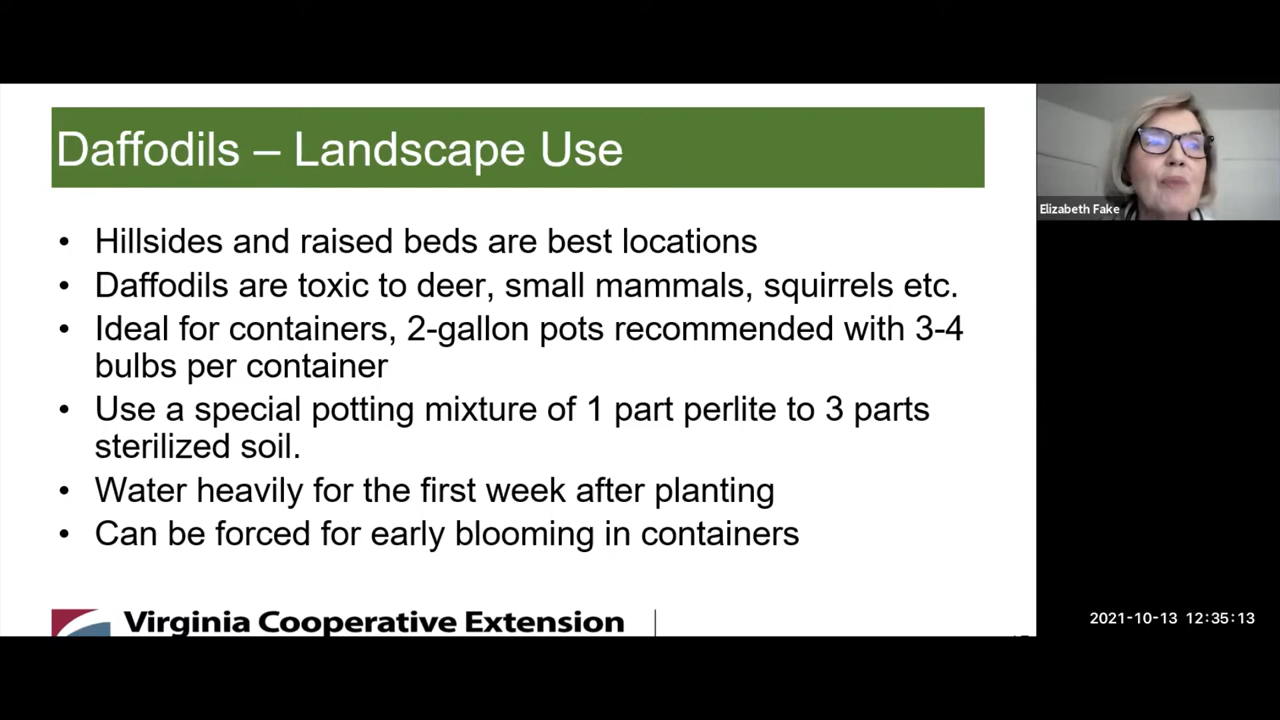 Daffodils – Landscape Use
• Hillsides and raised beds are best locations
• Daffodils are toxic to deer, small mammals, squirrels etc.
• Ideal for containers, 2-gallon pots recommended with 3-4
bulbs per container
• Use a special potting mixture of 1 part perlite to 3 parts
sterilized soil.
• Water heavily for the first week after planting
• Can be forced for early blooming in containers
Virginia Cooperative Extension
Elizabeth Fake
2021-10-13 12:35:13